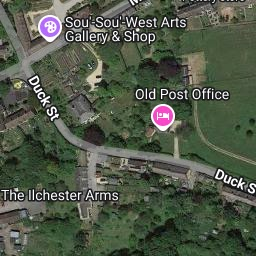 Sou'-Sou'-West Arts
Gallery & Shop
Duck St
Old Post Office
Duck S
The Ilchester Arms